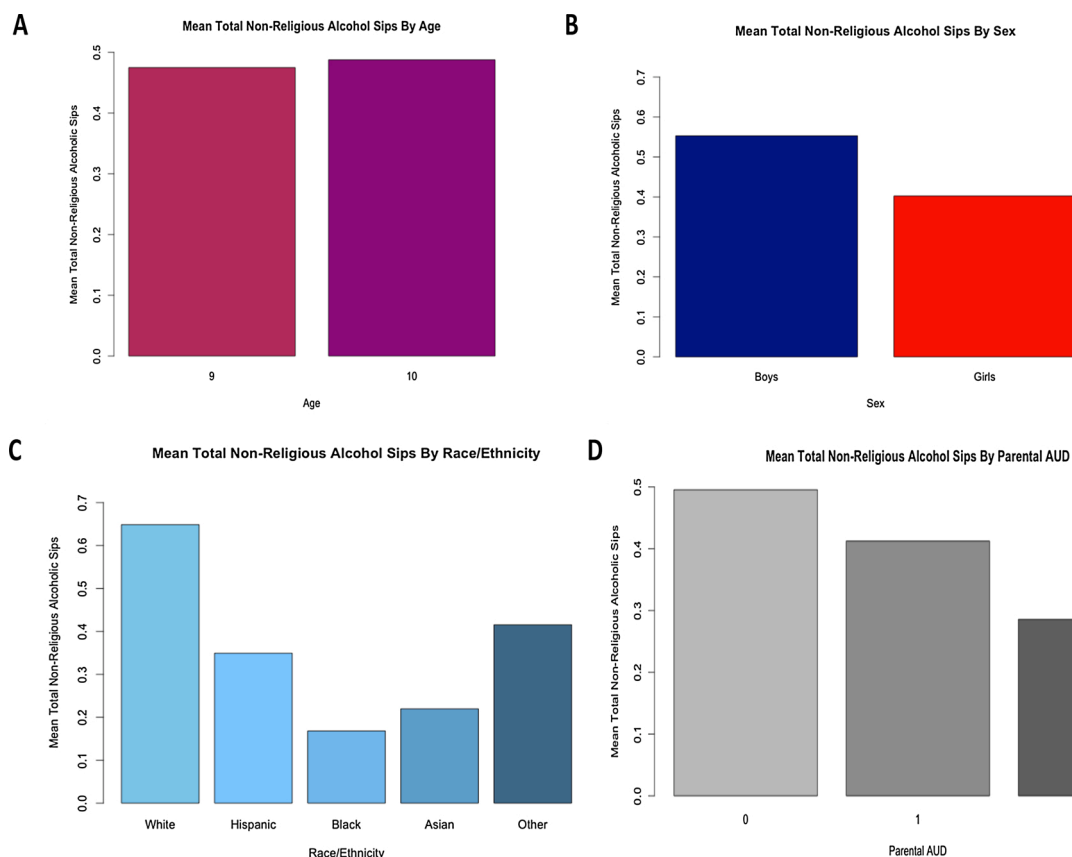 A
Mean Total Non-Religious Alcohol Sips By Age
Mean Total Non-Religious Alcoholic Sips
0.5
0.4
0.3
0.2
0.1
0.0
9
10
Age
B
Mean Total Non-Religious Alcohol Sips By Sex
Mean Total Non-Religious Alcoholic Sips
0.7
0.6
0.5
0.4
0.3
0.2
0.1
0.0
Boys
Girls
Sex
C
Mean Total Non-Religious Alcohol Sips By Race/Ethnicity
Mean Total Non-Religious Alcoholic Sips
0.7
0.6
0.5
0.4
0.3
0.2
0.1
0.0
White
Hispanic
Black
Asian
Other
Race/Ethnicity
D
Mean Total Non-Religious Alcohol Sips By Parental AUD
Mean Total Non-Religious Alcoholic Sips
0.5
0.4
0.3
0.2
0.1
0.0
0
1
Parental AUD